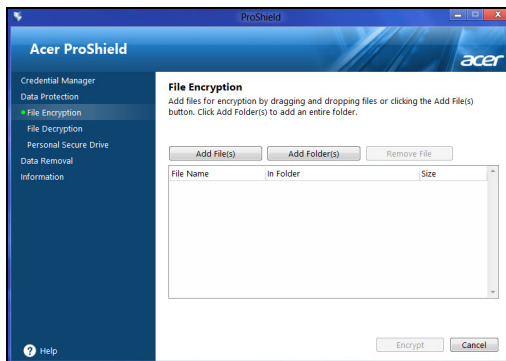 ProShield
Acer ProShield
acer
Credential Manager
Data Protection
File Encryption
File Decryption
Personal Secure Drive
Data Removal
Information
Help
File Encryption
Add files for encryption by dragging and dropping files or clicking the Add File(s)
button. Click Add Folder(s) to add an entire folder.
Add File(s) Add Folder(s) Remove File
File Name In Folder Size
Encrypt Cancel